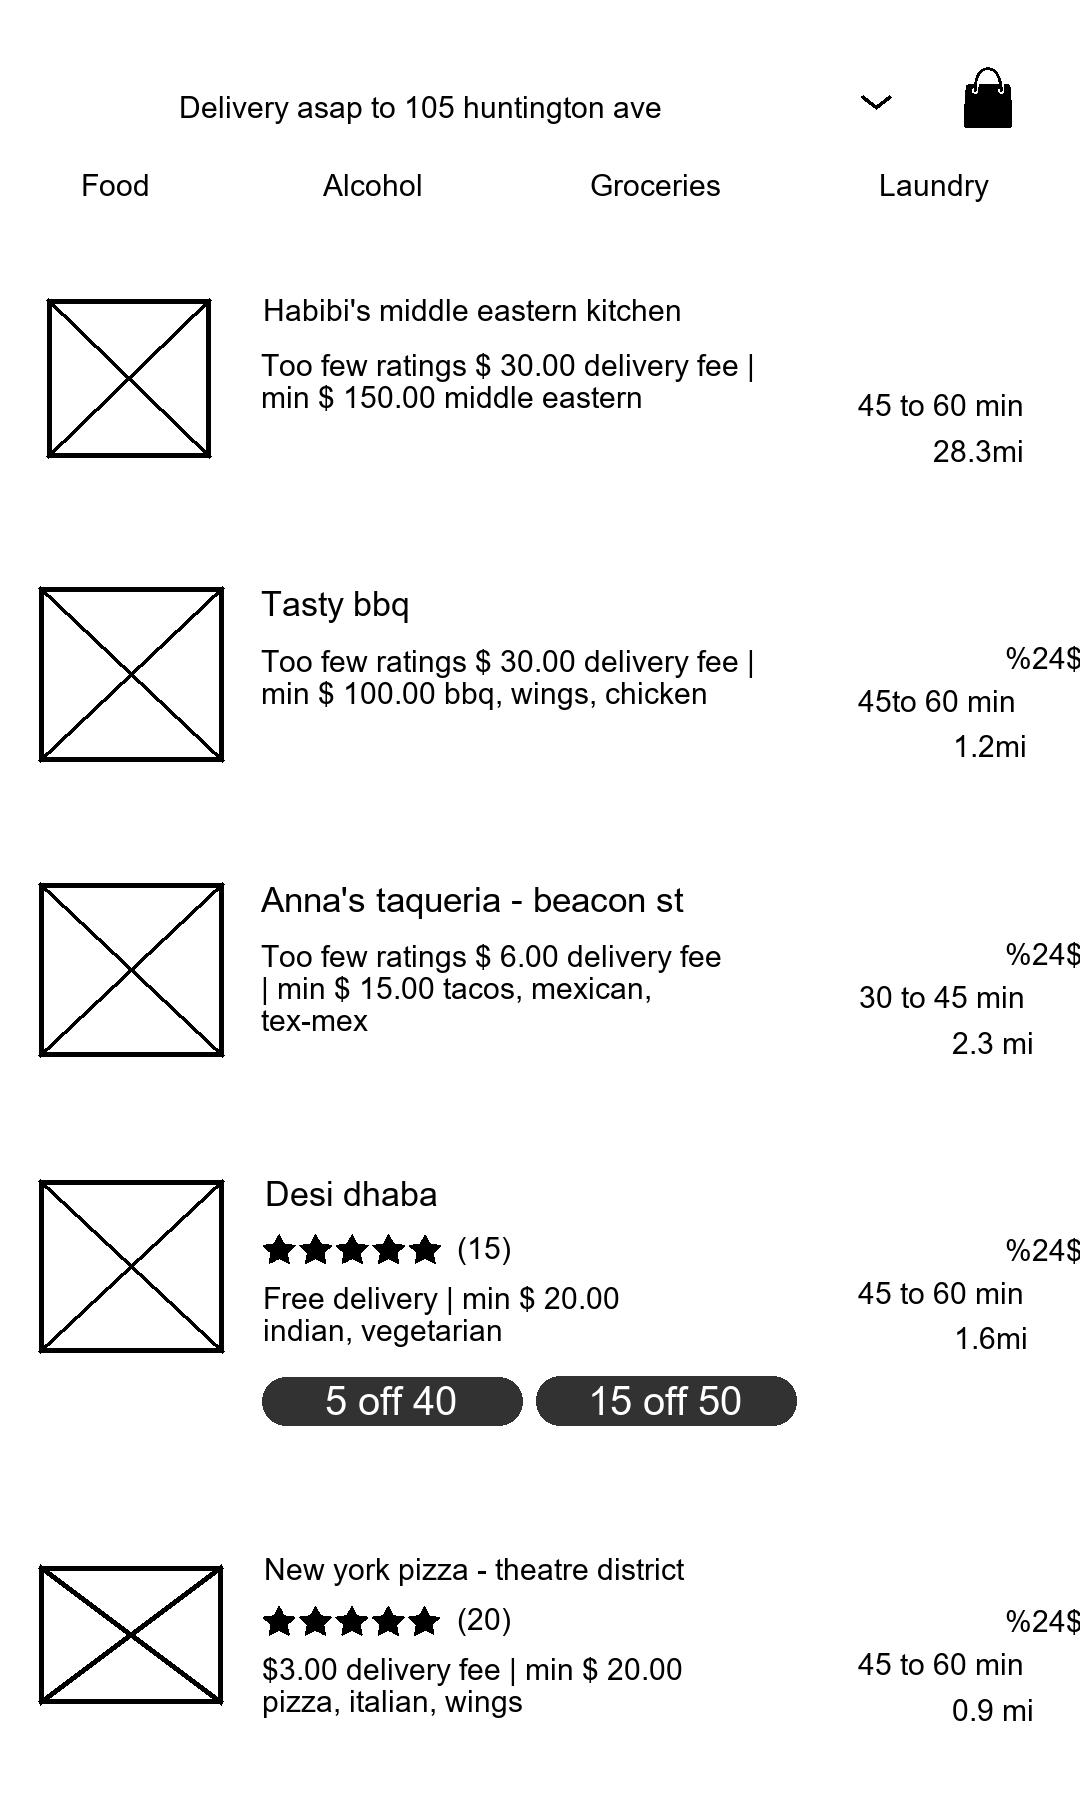 Delivery asap to 105 huntington ave
Food
Alcohol
Groceries
Laundry
Habibi's middle eastern kitchen
Too few ratings $ 30.00 delivery fee |
min $ 150.00 middle eastern
45 to 60 min
28.3mi
Tasty bbq
Too few ratings $ 30.00 delivery fee |
min $ 100.00 bbq, wings, chicken
%24$
45to 60 min
1.2mi
Anna's taqueria - beacon st
Too few ratings $ 6.00 delivery fee
| min $ 15.00 tacos, mexican,
tex-mex
%24$
30 to 45 min
2.3 mi
Desi dhaba
(15)
Free delivery | min $ 20.00
indian, vegetarian
%24$
45 to 60 min
1.6mi
5 off 40
15 off 50
New york pizza - theatre district
(20)
$3.00 delivery fee | min $ 20.00
pizza, italian, wings
%24$
45 to 60 min
0.9 mi